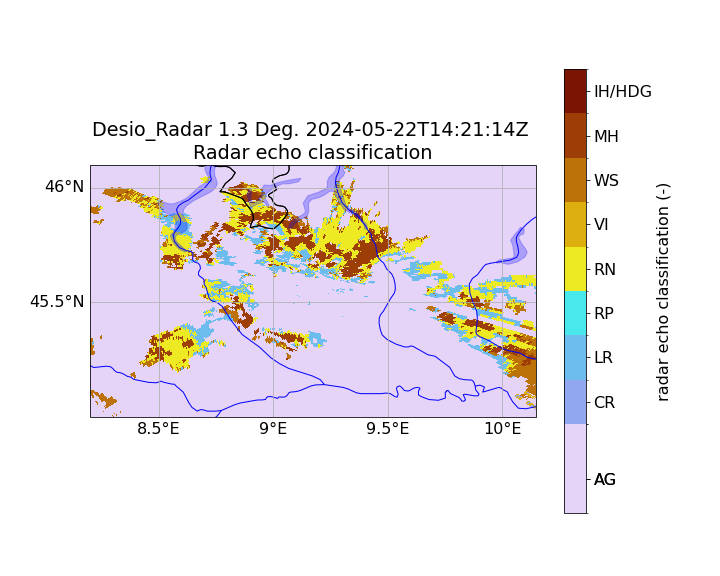 Desio_Radar 1.3 Deg. 2024-05-22T14:21:14Z
Radar echo classification
46°N
45.5°N
8.5°E
9°E
9.5°E
10°E
IH/HDG
MH
WS
VI
RN
RP
LR
CR
AG
radar echo classification (-)